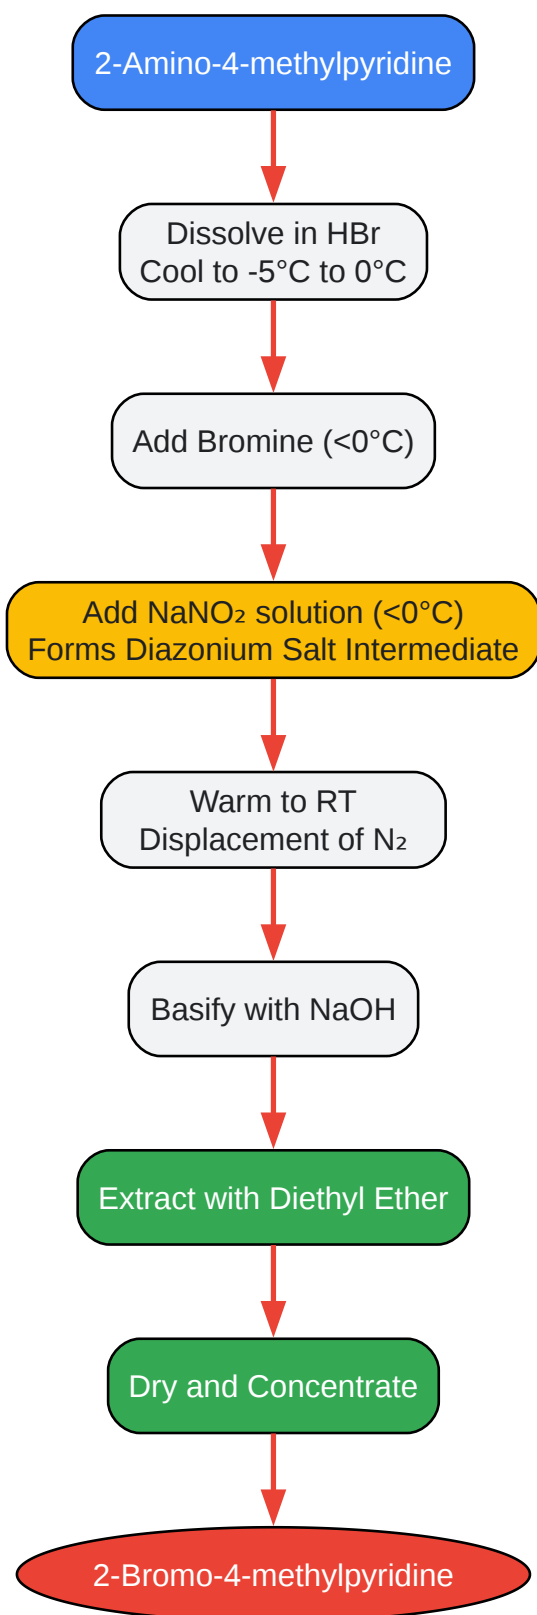 2-Amino-4-methylpyridine
Dissolve in HBr
Cool to -5°C to 0°C
Add Bromine (<0°C)
Add NaNO₂ solution (<0°C)
Forms Diazonium Salt Intermediate
Warm to RT
Displacement of N₂
Basify with NaOH
Extract with Diethyl Ether
Dry and Concentrate
2-Bromo-4-methylpyridine